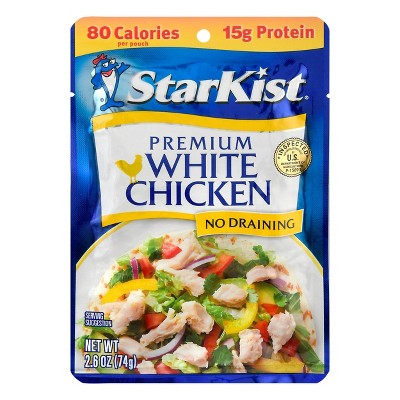 80 Calories
per pouch
15g Protein
StarKist
PREMIUM
WHITE
CHICKEN
NO DRAINING
INSPECTED
U.S.
SERVING
SUGGESTION
NET WT
2.6 OZ (74g)